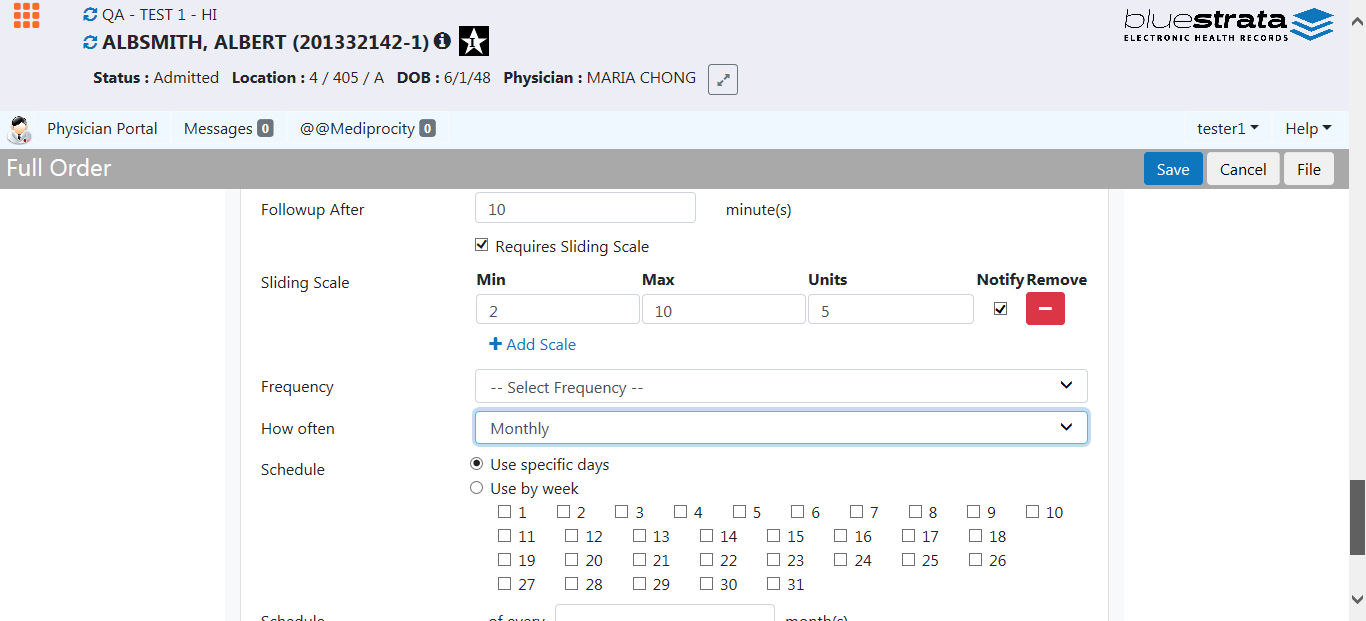 QA - TEST 1 - HI
ALBSMITH, ALBERT (201332142-1)
Status : Admitted Location : 4 / 405 / A DOB : 6/1/48 Physician : MARIA CHONG
bluestrata
ELECTRONIC HEALTH RECORDS
Physician Portal Messages 0 @@Mediprocity 0 tester1 Help
Full Order Save Cancel File
Followup After 10 minute(s)
Requires Sliding Scale
Sliding Scale Min Max Units Notify Remove
2 10 5
Add Scale
Frequency -- Select Frequency --
How often Monthly
Schedule Use specific days
Use by week
1 2 3 4 5 6 7 8 9 10
11 12 13 14 15 16 17 18
19 20 21 22 23 24 25 26
27 28 29 30 31
Schedule of every month(s)